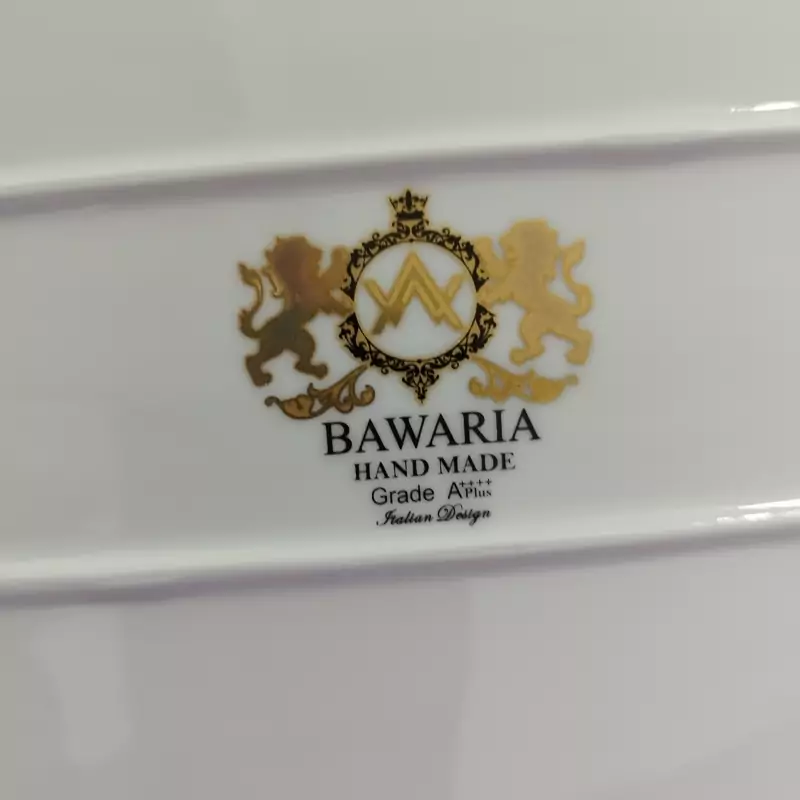 BAWARIA
HAND MADE
Grade A++++ Plus
Italian Design